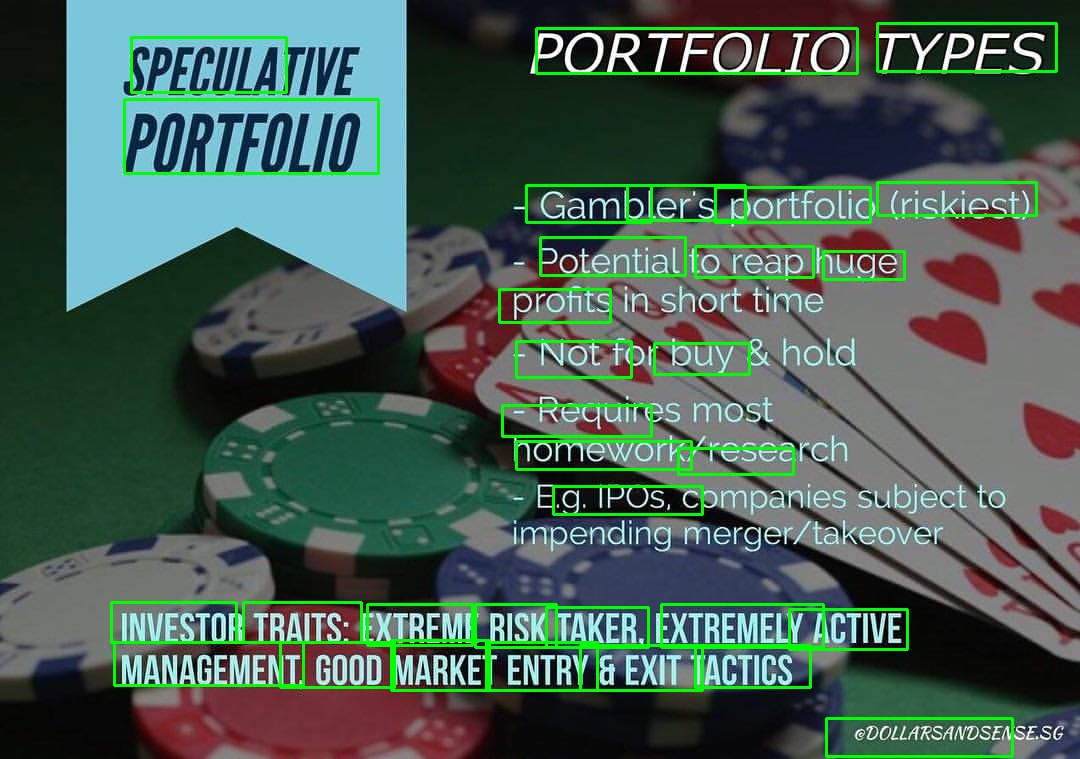 SPECULATIVE
PORTFOLIO
PORTFOLIO TYPES
- Gambler's portfolio (riskiest)
- Potential to reap huge
profits in short time
- Not for buy & hold
- Requires most
homework/research
- E.g. IPOs, companies subject to
impending merger/takeover
INVESTOR TRAITS: EXTREME RISK TAKER, EXTREMELY ACTIVE
MANAGEMENT, GOOD MARKET ENTRY & EXIT TACTICS
@DOLLARSANDSENSE.SG